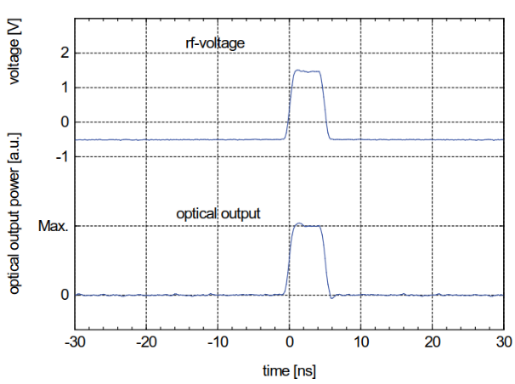 voltage [V]
rf-voltage
2
1
0
-1
optical output power [a.u.]
optical output
Max.
0
-30 -20 -10 0 10 20 30
time [ns]